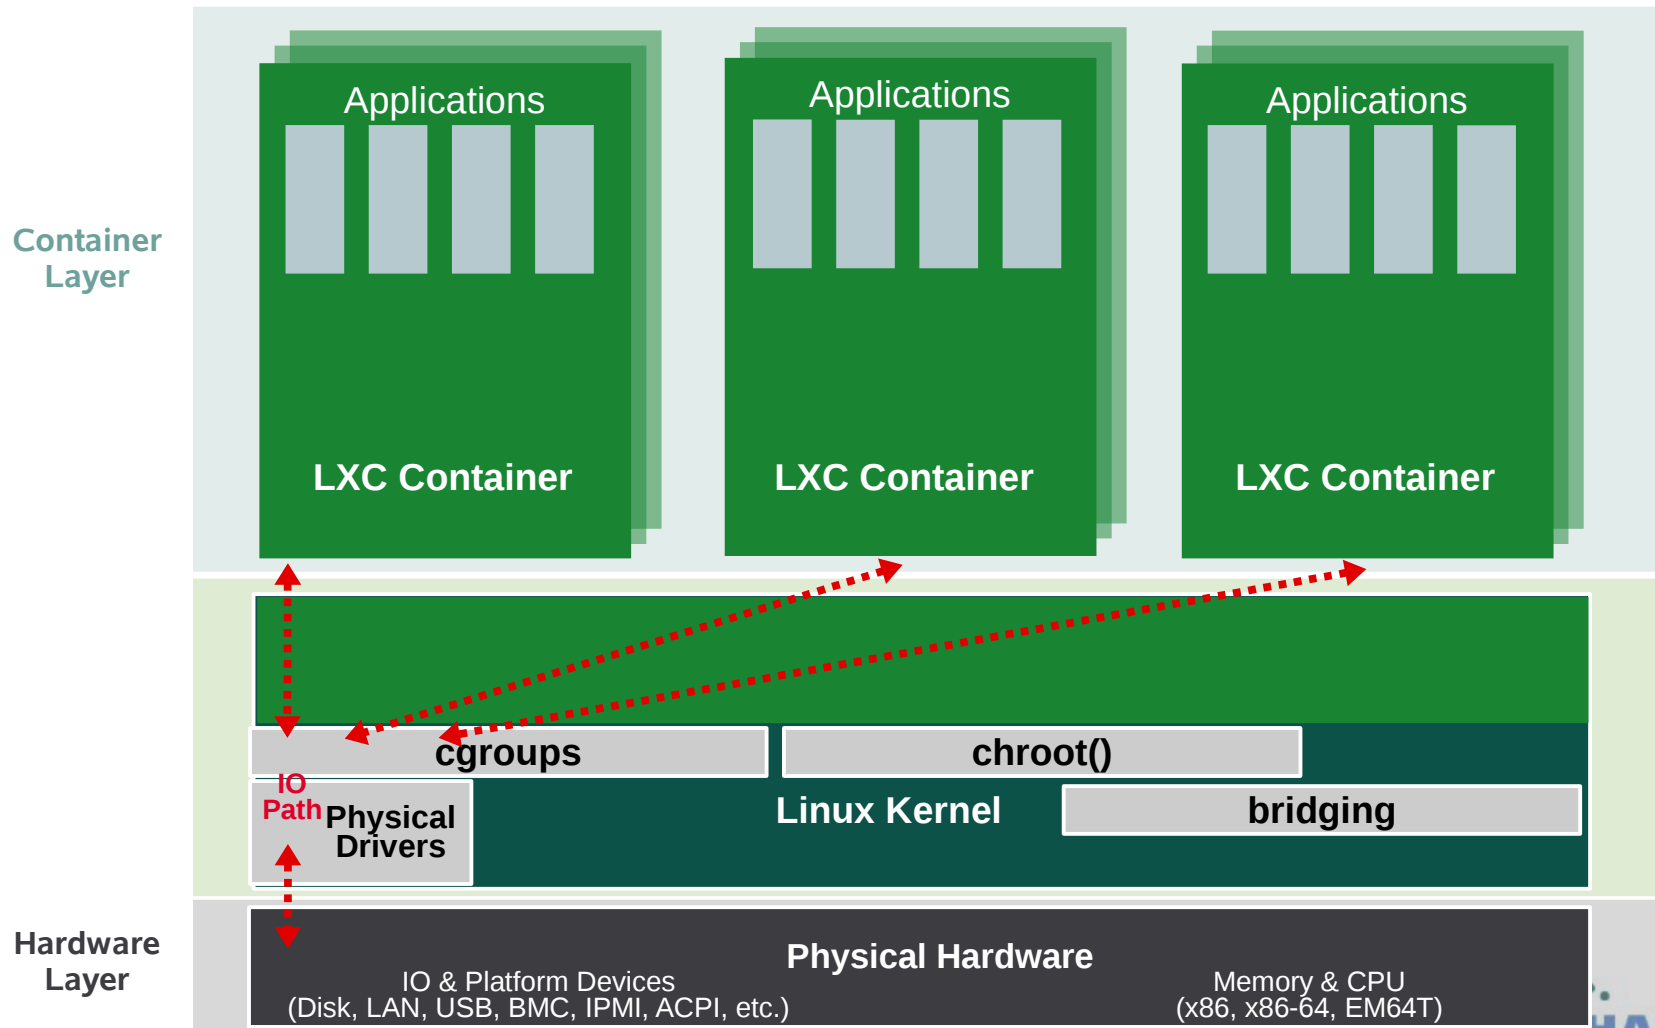 Applications
Applications
Applications
Container
Layer
LXC Container
LXC Container
LXC Container
cgroups
chroot()
IO
Path
Physical
Drivers
Linux Kernel
bridging
Hardware
Layer
Physical Hardware
IO & Platform Devices
(Disk, LAN, USB, BMC, IPMI, ACPI, etc.)
Memory & CPU
(x86, x86-64, EM64T)